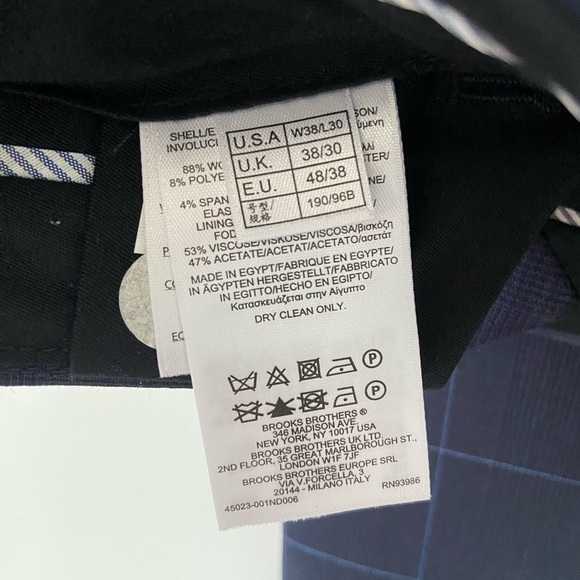 SHELL/E
INVOLUC
88% WO
8% POLYE
4% SPAN
ELAS
LINING
FOD
U.S.A W38/L30
U.K. 38/30
E.U. 48/38
号型/规格 190/96B
SON/
ύμενη
TER/
53% VISCOSE/VISKOSE/VISCOSA/βισκόζη
47% ACETATE/ACETAT/ACETATO/ασετάτ
MADE IN EGYPT/FABRIQUE EN EGYPTE/
IN ÄGYPTEN HERGESTELLT/FABBRICATO
IN EGITTO/HECHO EN EGIPTO/
Κατασκευάζεται στην Αίγυπτο
DRY CLEAN ONLY.
P P
BROOKS BROTHERS ®
346 MADISON AVE
NEW YORK, NY 10017 USA
BROOKS BROTHERS UK LTD
2ND FLOOR, 35 GREAT MARLBOROUGH ST.,
LONDON W1F 7JF
BROOKS BROTHERS EUROPE SRL
VIA V.FORCELLA, 3
20144 - MILANO ITALY
45023-001ND006 RN93986